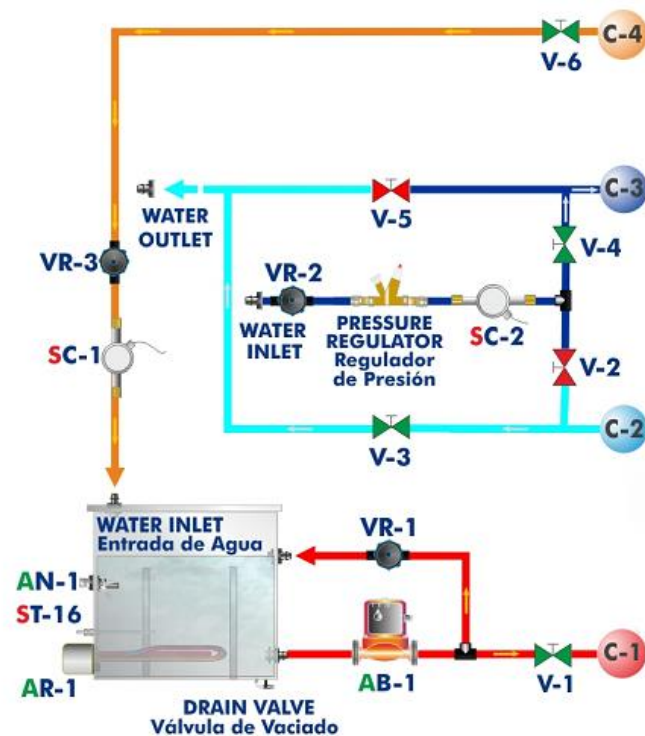 C-4
V-6
WATER
OUTLET
V-5
C-3
VR-3
VR-2
V-4
WATER
INLET
PRESSURE
REGULATOR
Regulador
de Presión
SC-2
SC-1
V-2
V-3
C-2
WATER INLET
Entrada de Agua
VR-1
AN-1
ST-16
AR-1
AB-1
V-1
C-1
DRAIN VALVE
Válvula de Vaciado